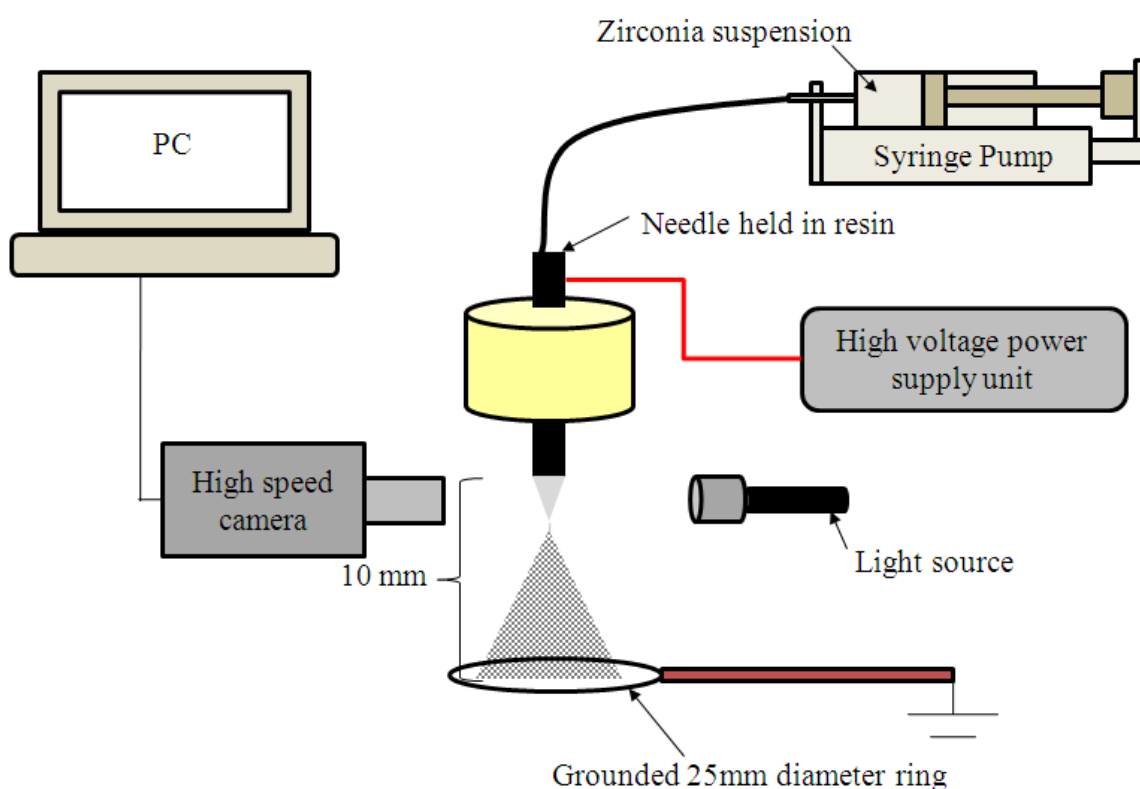 Zirconia suspension
PC
Syringe Pump
Needle held in resin
High voltage power
supply unit
High speed
camera
Light source
10 mm
Grounded 25mm diameter ring